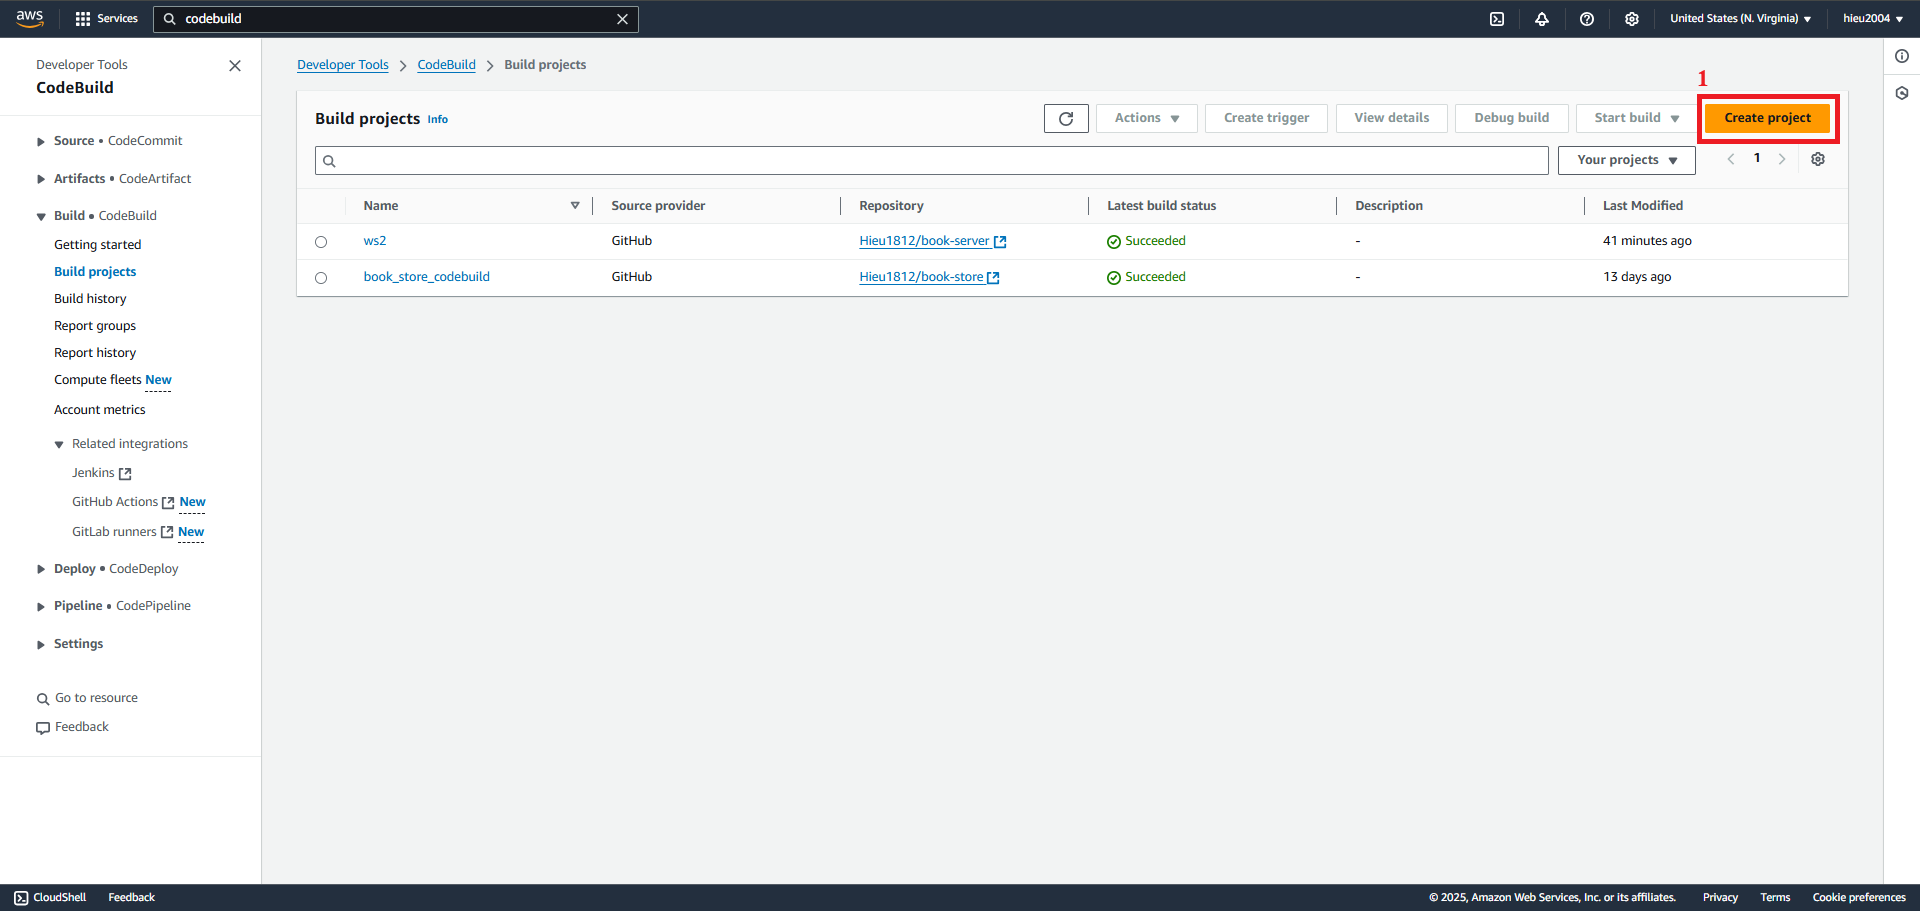 aws Services codebuild United States (N. Virginia) hieu2004
Developer Tools
CodeBuild
Source • CodeCommit
Artifacts • CodeArtifact
Build • CodeBuild
Getting started
Build projects
Build history
Report groups
Report history
Compute fleets New
Account metrics
Related integrations
Jenkins
GitHub Actions New
GitLab runners New
Deploy • CodeDeploy
Pipeline • CodePipeline
Settings
Go to resource
Feedback
Developer Tools > CodeBuild > Build projects
1
Build projects Info Actions Create trigger View details Debug build Start build Create project
Your projects 1
Name Source provider Repository Latest build status Description Last Modified
ws2 GitHub Hieu1812/book-server Succeeded - 41 minutes ago
book_store_codebuild GitHub Hieu1812/book-store Succeeded - 13 days ago
CloudShell Feedback © 2025, Amazon Web Services, Inc. or its affiliates. Privacy Terms Cookie preferences